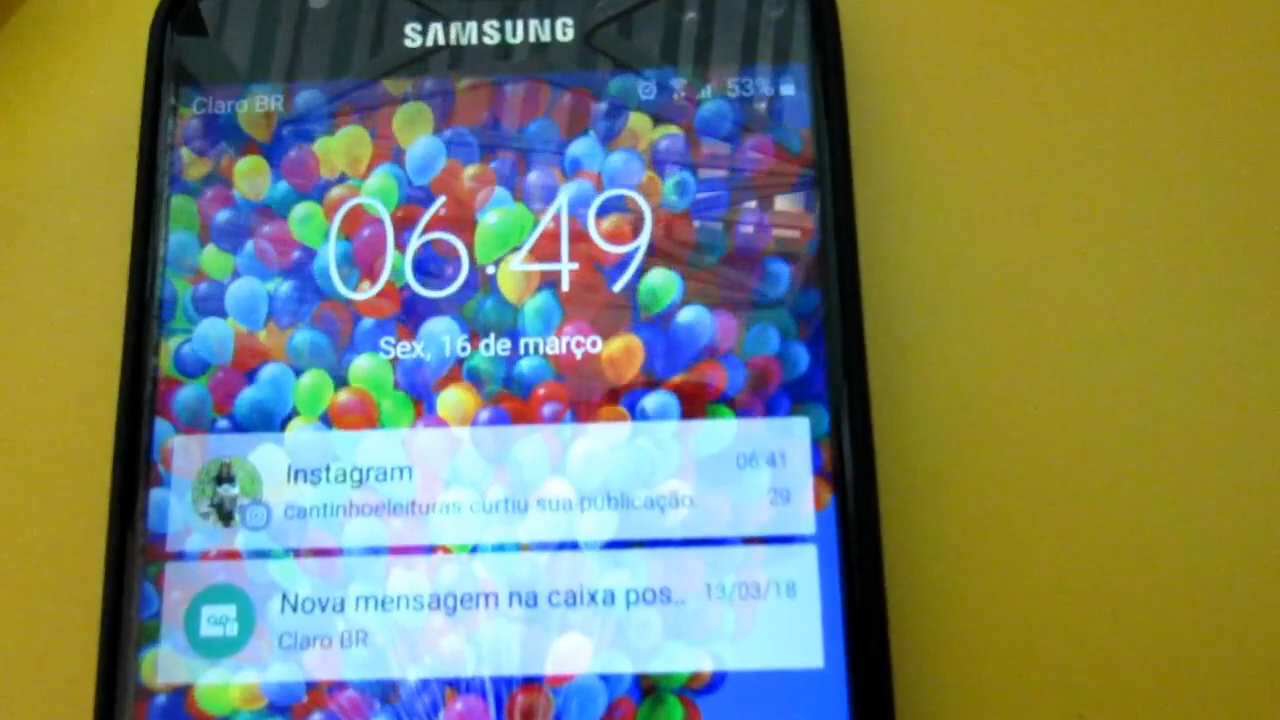 SAMSUNG
Claro BR 53%
06:49
Sex, 16 de março
Instagram 06:41
cantinhoeleituras curtiu sua publicação. 29
Nova mensagem na caixa pos.. 13/03/18
Claro BR